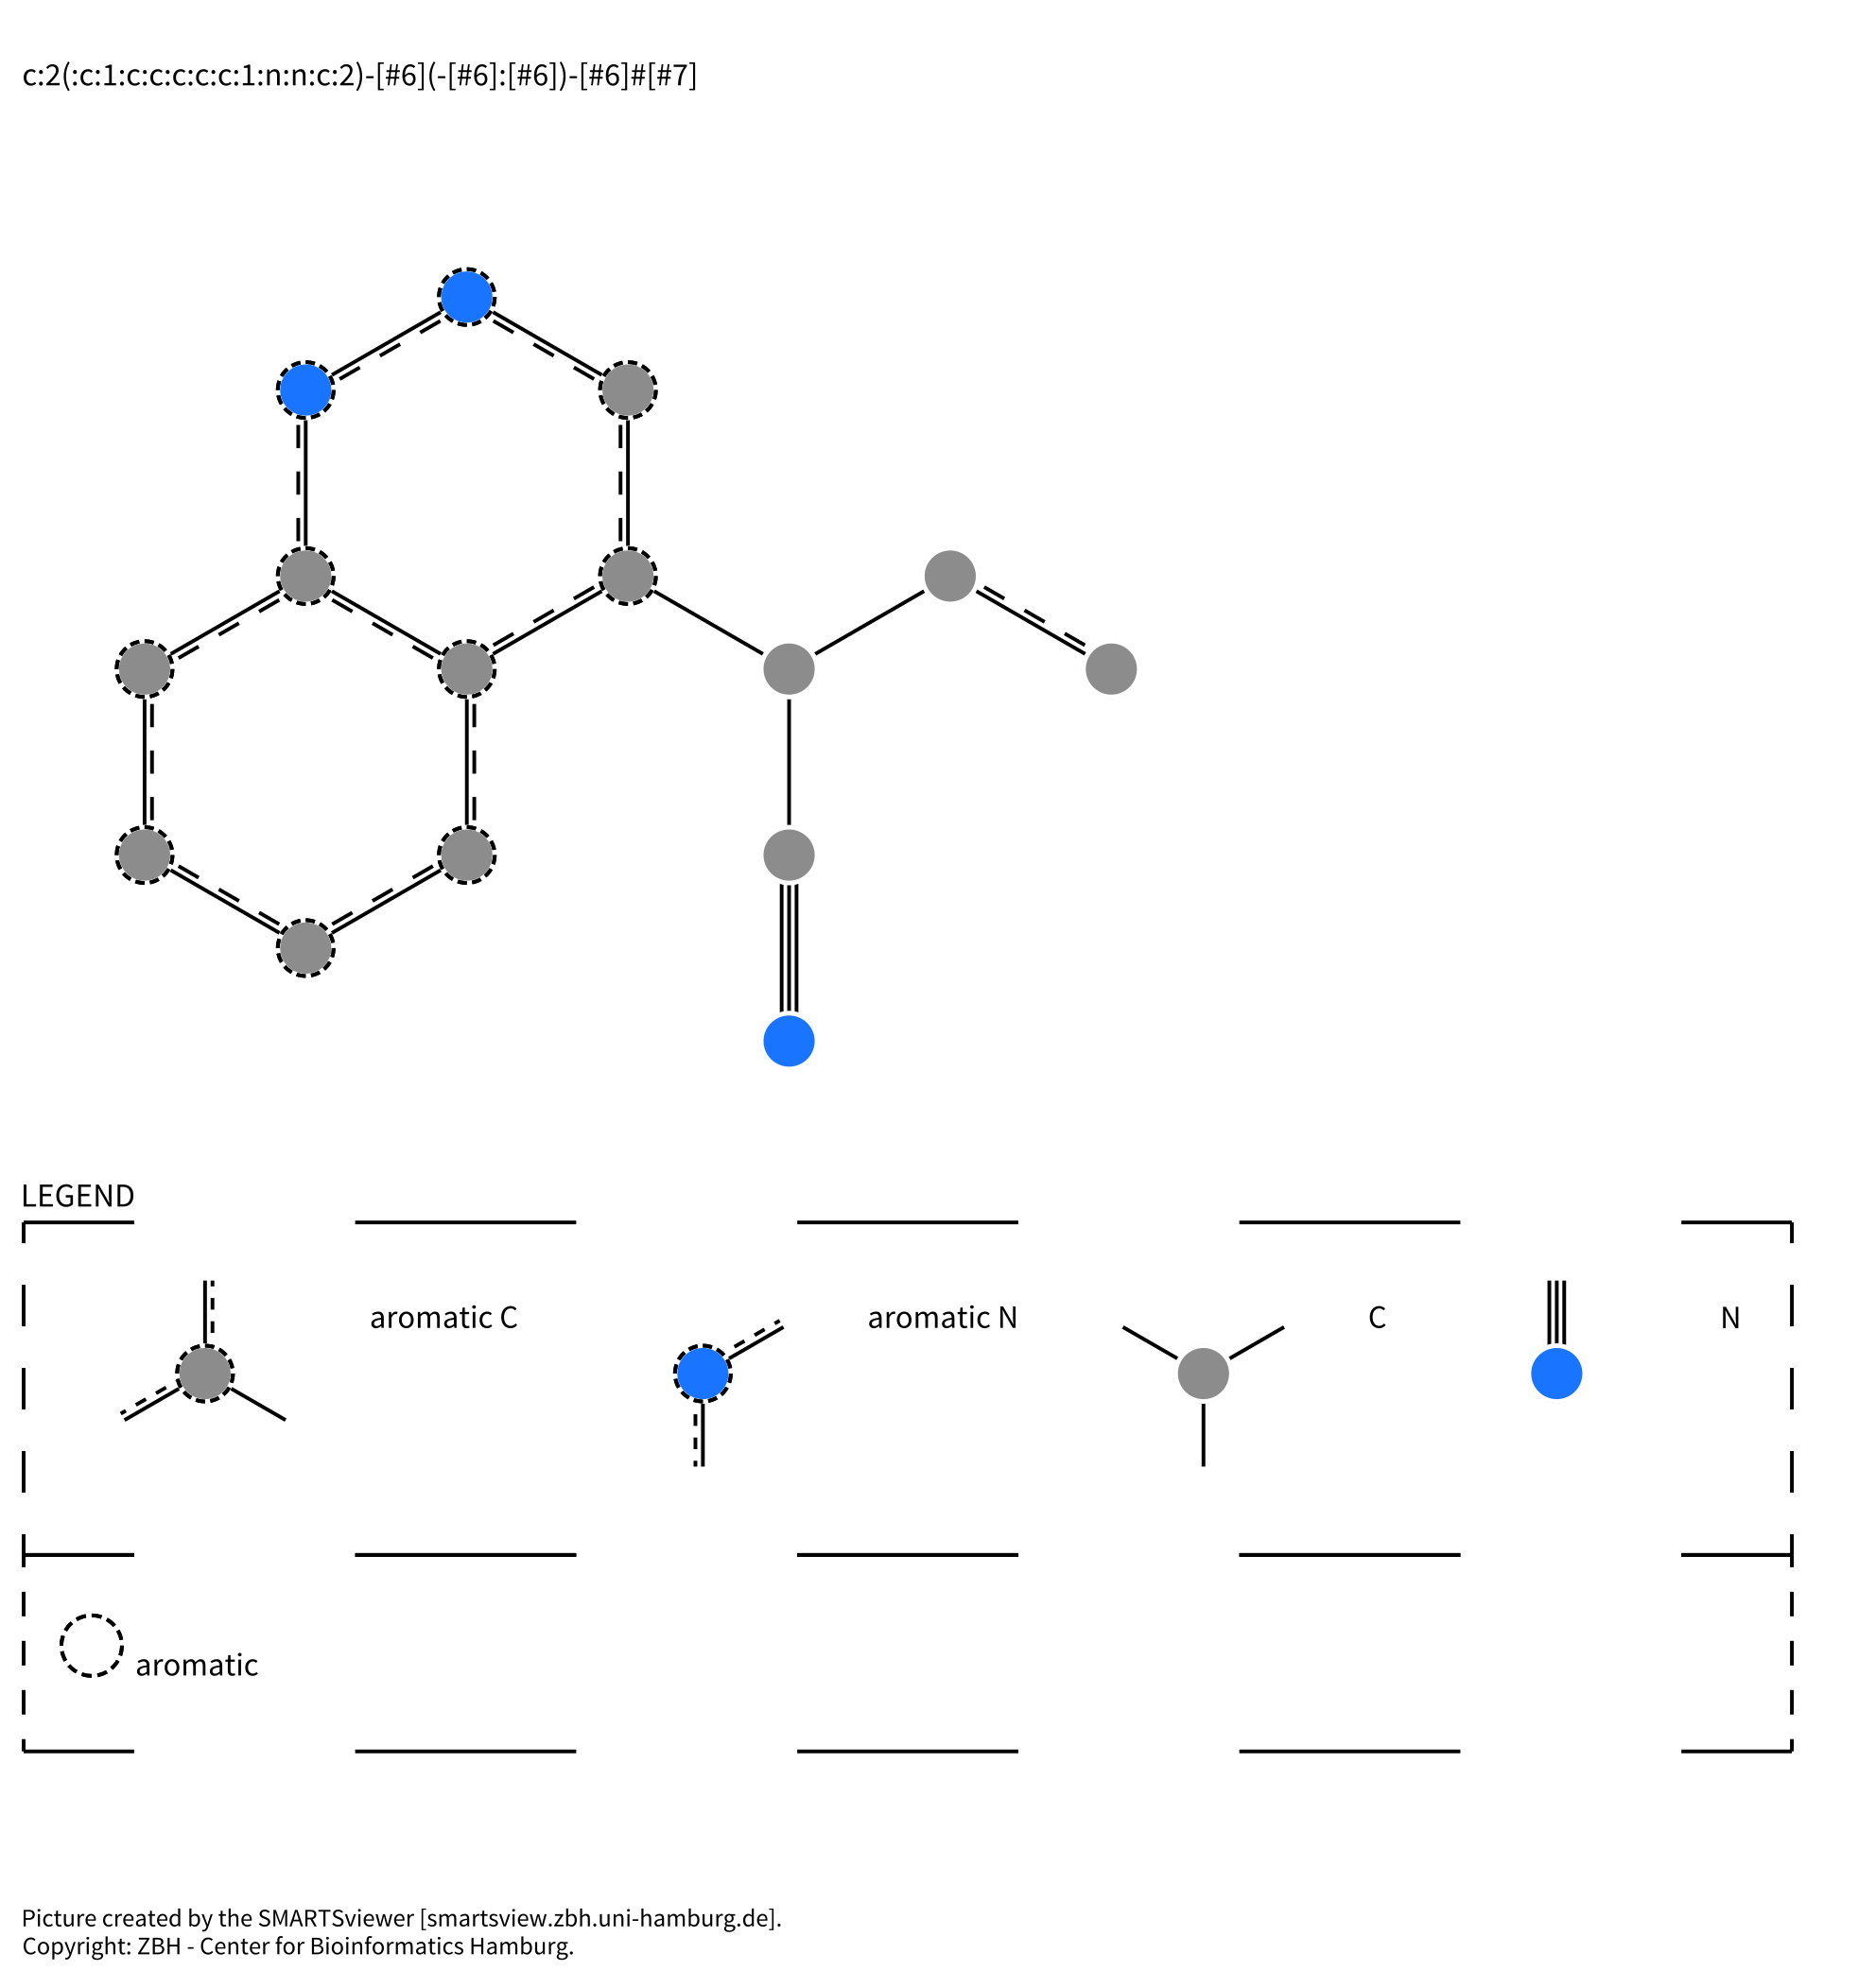 c:2(:c:1:c:c:c:c:c:1:n:n:c:2)-[#6](-[#6]:[#6])-[#6]#[#7]
LEGEND
aromatic C aromatic N C N
aromatic
Picture created by the SMARTSviewer [smartsview.zbh.uni-hamburg.de].
Copyright: ZBH - Center for Bioinformatics Hamburg.